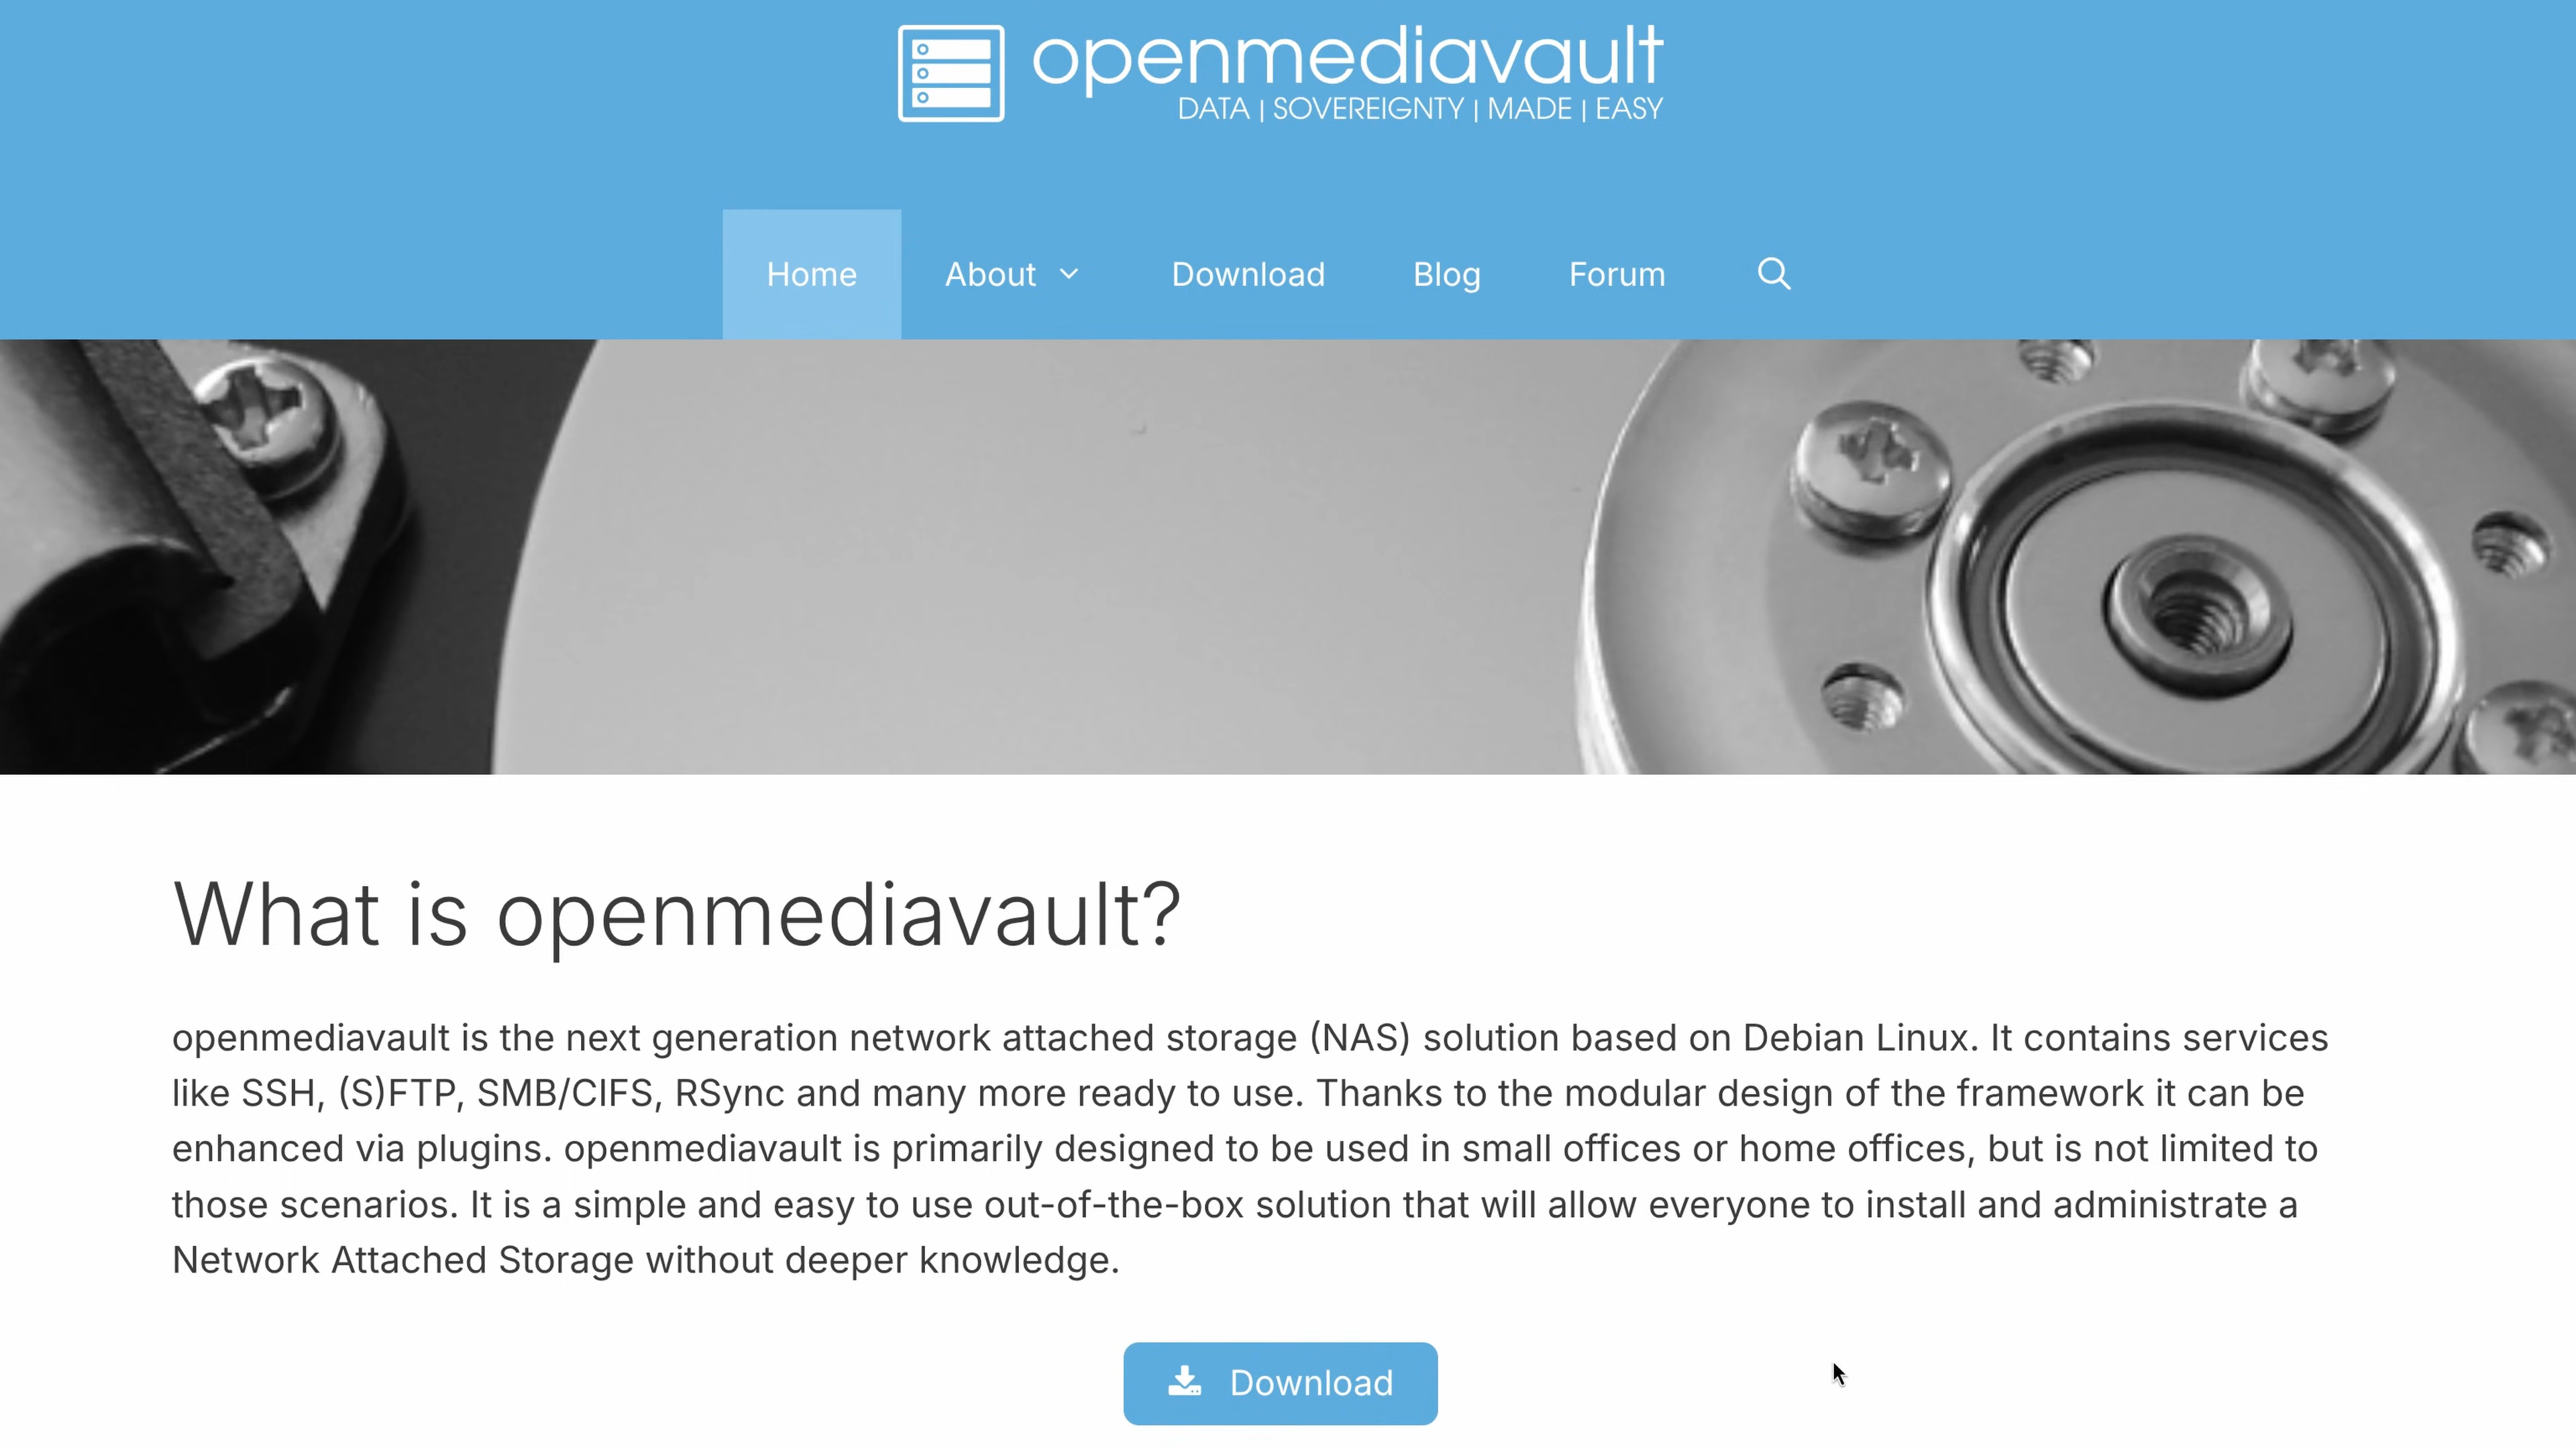 openmediavault
DATA | SOVEREIGNTY | MADE | EASY
Home About Download Blog Forum
What is openmediavault?
openmediavault is the next generation network attached storage (NAS) solution based on Debian Linux. It contains services
like SSH, (S)FTP, SMB/CIFS, RSync and many more ready to use. Thanks to the modular design of the framework it can be
enhanced via plugins. openmediavault is primarily designed to be used in small offices or home offices, but is not limited to
those scenarios. It is a simple and easy to use out-of-the-box solution that will allow everyone to install and administrate a
Network Attached Storage without deeper knowledge.
Download